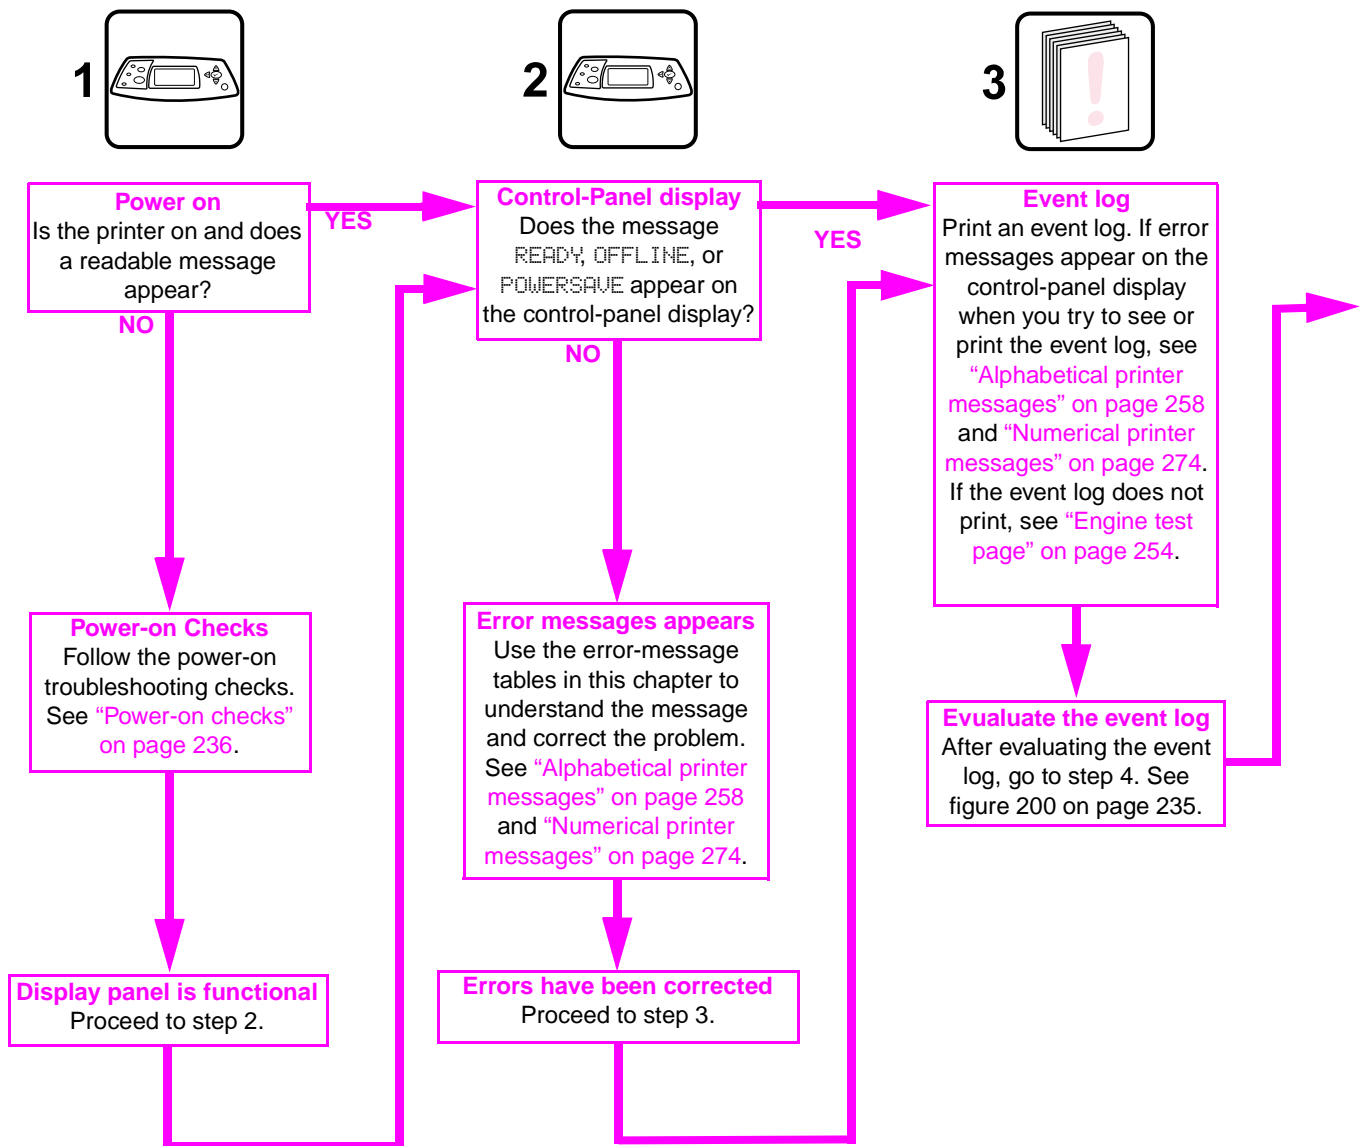 1
2
3
Power on
Is the printer on and does
a readable message
appear?
YES
NO
Power-on Checks
Follow the power-on
troubleshooting checks.
See “Power-on checks”
on page 236.
Display panel is functional
Proceed to step 2.
Control-Panel display
Does the message
READY, OFFLINE, or
POWERSAVE appear on
the control-panel display?
YES
NO
Error messages appears
Use the error-message
tables in this chapter to
understand the message
and correct the problem.
See “Alphabetical printer
messages” on page 258
and “Numerical printer
messages” on page 274.
Errors have been corrected
Proceed to step 3.
Event log
Print an event log. If error
messages appear on the
control-panel display
when you try to see or
print the event log, see
“Alphabetical printer
messages” on page 258
and “Numerical printer
messages” on page 274.
If the event log does not
print, see “Engine test
page” on page 254.
Evualuate the event log
After evaluating the event
log, go to step 4. See
figure 200 on page 235.